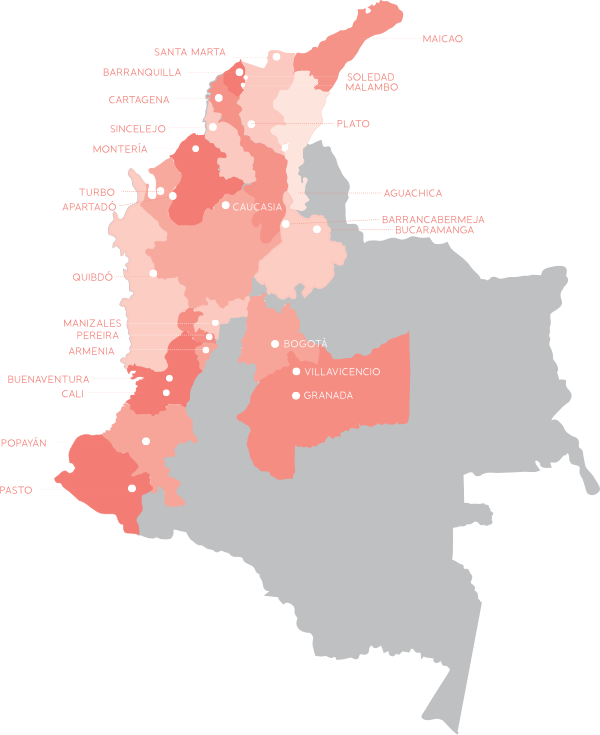 MAICAO
SANTA MARTA
BARRANQUILLA
SOLEDAD
MALAMBO
CARTAGENA
PLATO
SINCELEJO
MONTERÍA
TURBO
AGUACHICA
APARTADÓ
CAUCASIA
BARRANCABERMEJA
BUCARAMANGA
QUIBDÓ
MANIZALES
PEREIRA
BOGOTÁ
ARMENIA
VILLAVICENCIO
BUENAVENTURA
CALI
GRANADA
POPAYÁN
PASTO